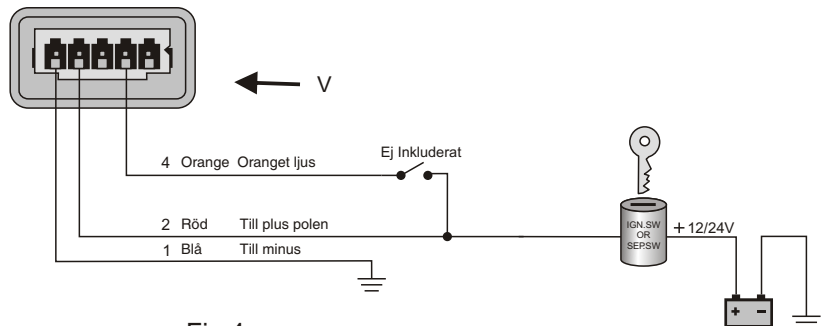 V
Ej Inkluderat
4 Orange Oranget ljus
2 Röd Till plus polen
1 Blå Till minus
IGN.SW
OR
SEP.SW
+ 12/24V
+ -